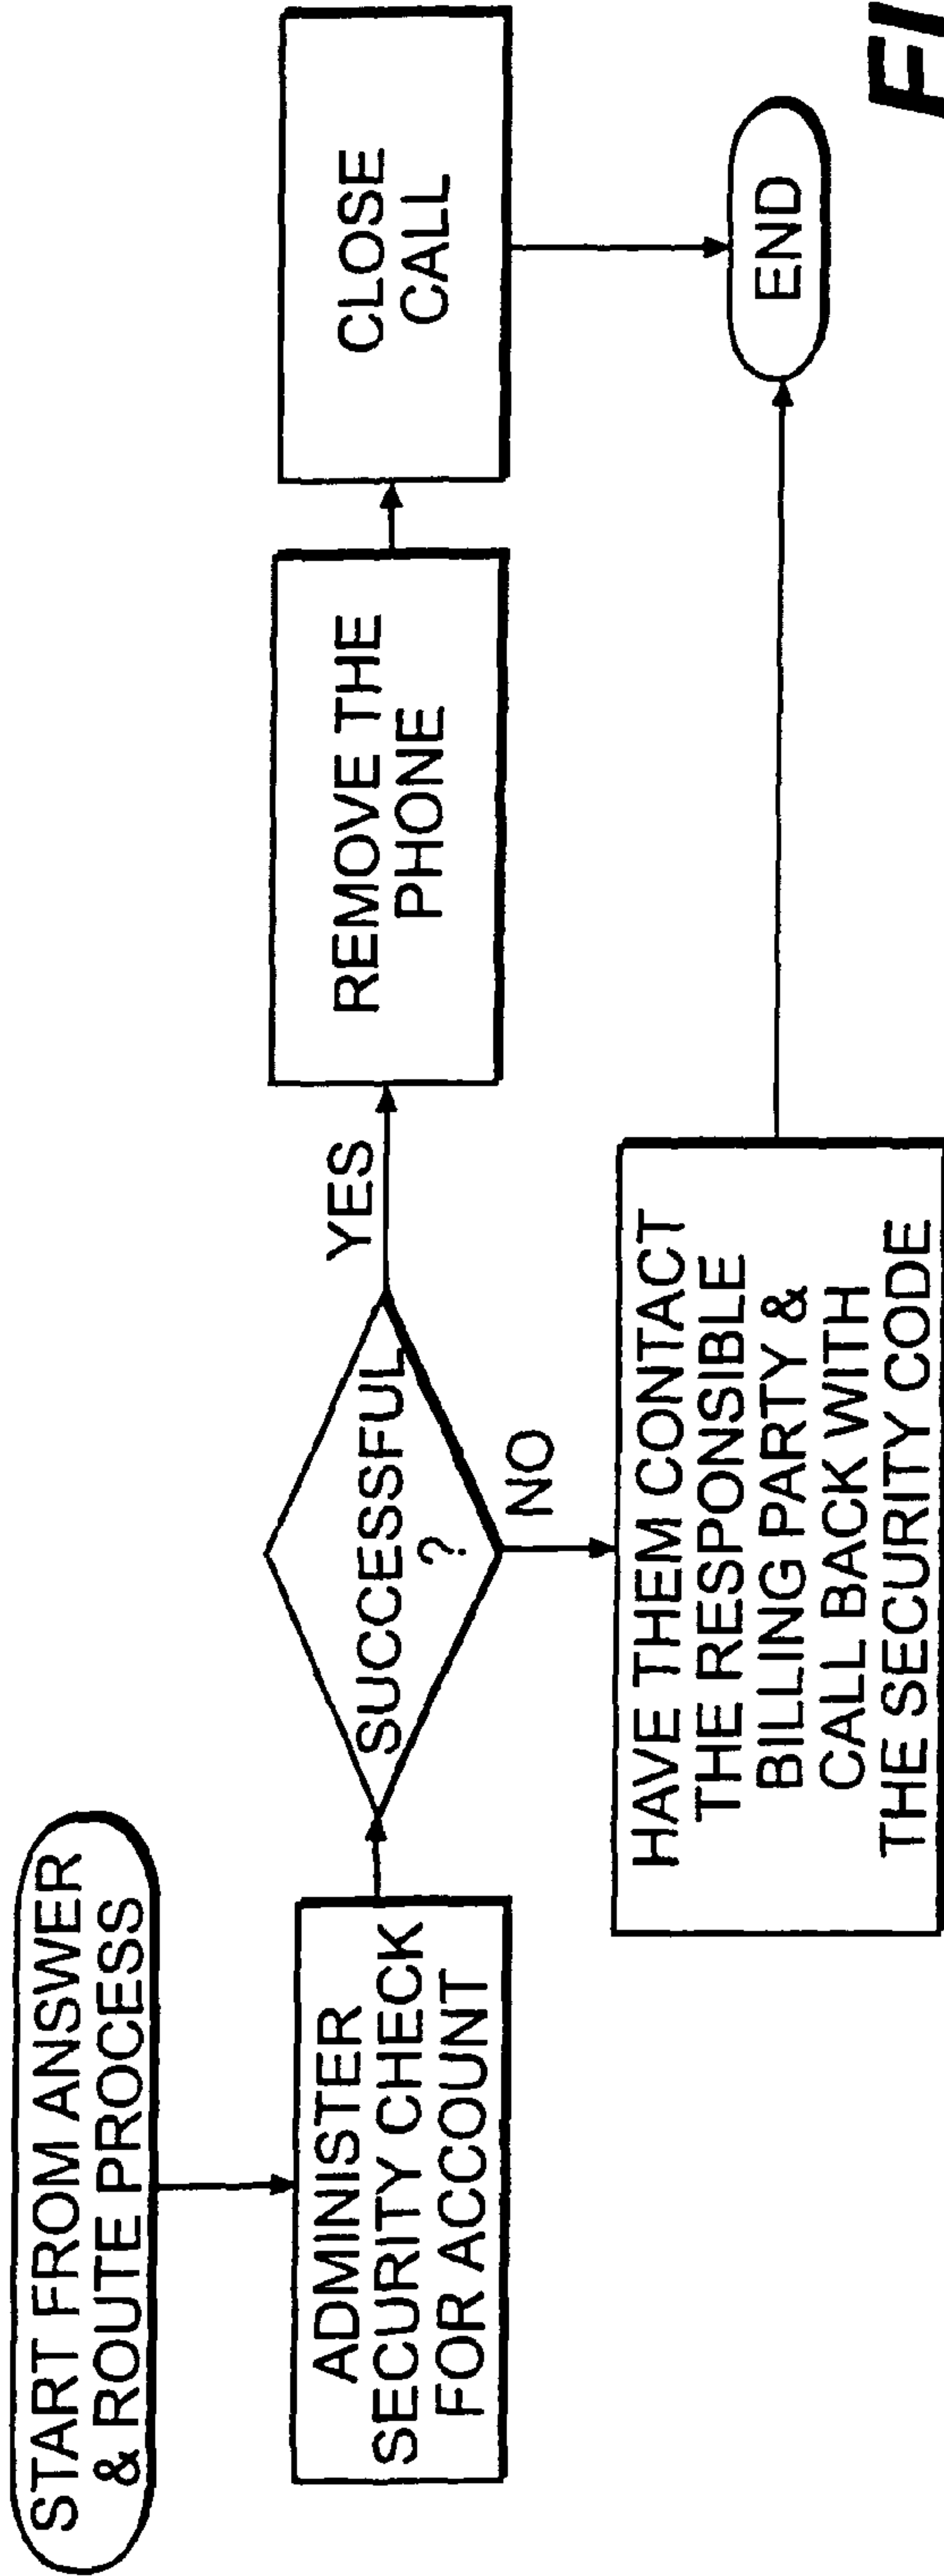 START FROM ANSWER
& ROUTE PROCESS
ADMINISTER
SECURITY CHECK
FOR ACCOUNT
SUCCESSFUL
?
YES
NO
REMOVE THE
PHONE
CLOSE
CALL
HAVE THEM CONTACT
THE RESPONSIBLE
BILLING PARTY &
CALL BACK WITH
THE SECURITY CODE
END